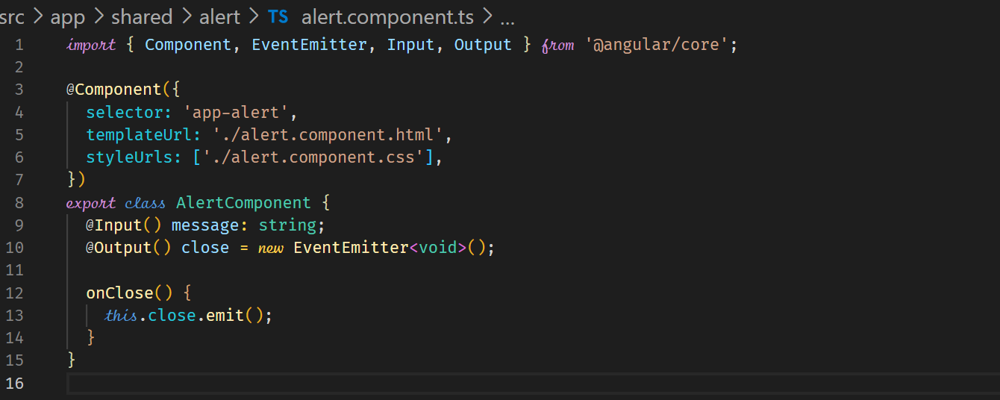 src > app > shared > alert > TS alert.component.ts > ...
1 import { Component, EventEmitter, Input, Output } from '@angular/core';
2
3 @Component({
4   selector: 'app-alert',
5   templateUrl: './alert.component.html',
6   styleUrls: ['./alert.component.css'],
7 })
8 export class AlertComponent {
9   @Input() message: string;
10   @Output() close = new EventEmitter<void>();
11
12   onClose() {
13     this.close.emit();
14   }
15 }
16